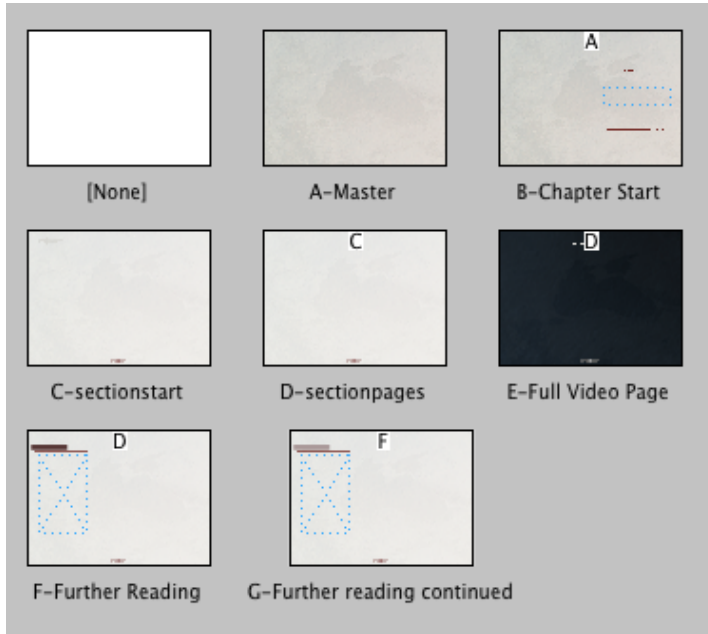 A
[None]
A-Master
B-Chapter Start
C
D
C-sectionstart
D-sectionpages
E-Full Video Page
D
F
F-Further Reading
G-Further reading continued